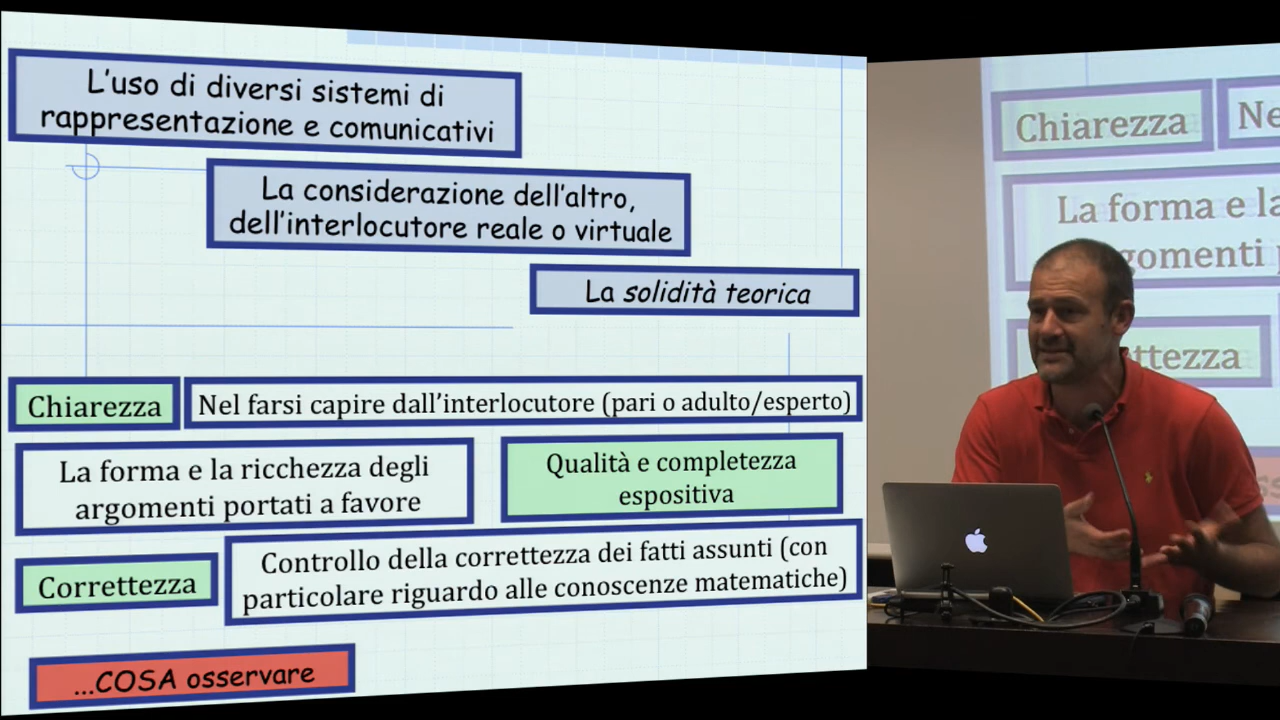 L'uso di diversi sistemi di
rappresentazione e comunicativi
La considerazione dell'altro,
dell'interlocutore reale o virtuale
La solidità teorica
Chiarezza
Nel farsi capire dall'interlocutore (pari o adulto/esperto)
La forma e la ricchezza degli
argomenti portati a favore
Qualità e completezza
espositiva
Correttezza
Controllo della correttezza dei fatti assunti (con
particolare riguardo alle conoscenze matematiche)
...COSA osservare
Chiarezza
Ne
La forma e la
gomenti
ttezza